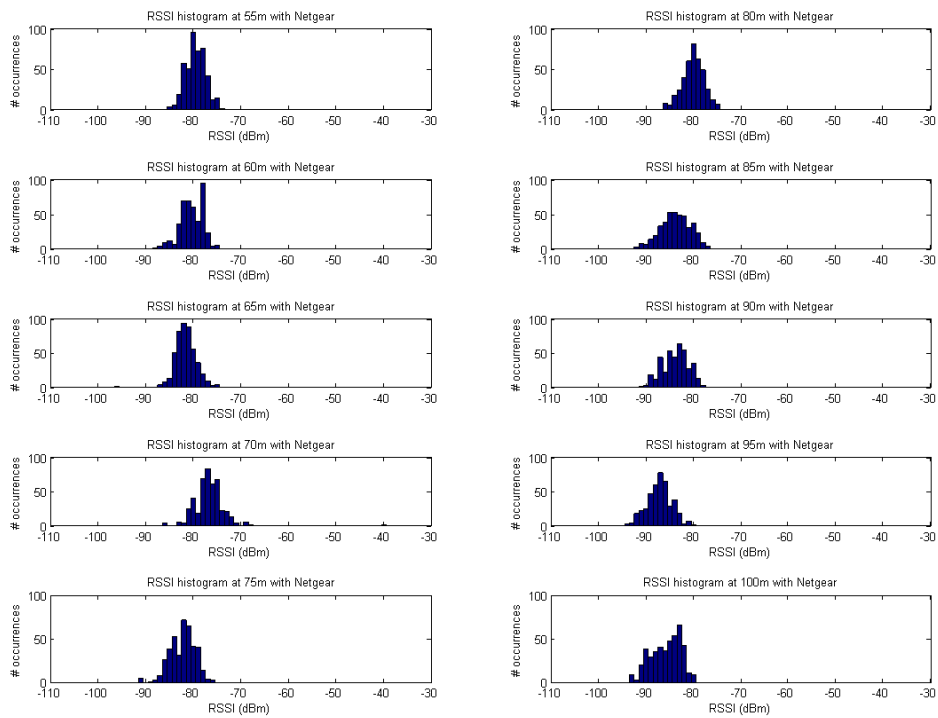 RSSI histogram at 55m with Netgear
# occurrences
100
50
0
-110 -100 -90 -80 -70 -60 -50 -40 -30
RSSI (dBm)
RSSI histogram at 60m with Netgear
# occurrences
100
50
0
-110 -100 -90 -80 -70 -60 -50 -40 -30
RSSI (dBm)
RSSI histogram at 65m with Netgear
# occurrences
100
50
0
-110 -100 -90 -80 -70 -60 -50 -40 -30
RSSI (dBm)
RSSI histogram at 70m with Netgear
# occurrences
100
50
0
-110 -100 -90 -80 -70 -60 -50 -40 -30
RSSI (dBm)
RSSI histogram at 75m with Netgear
# occurrences
100
50
0
-110 -100 -90 -80 -70 -60 -50 -40 -30
RSSI (dBm)
RSSI histogram at 80m with Netgear
# occurrences
100
50
0
-110 -100 -90 -80 -70 -60 -50 -40 -30
RSSI (dBm)
RSSI histogram at 85m with Netgear
# occurrences
100
50
0
-110 -100 -90 -80 -70 -60 -50 -40 -30
RSSI (dBm)
RSSI histogram at 90m with Netgear
# occurrences
100
50
0
-110 -100 -90 -80 -70 -60 -50 -40 -30
RSSI (dBm)
RSSI histogram at 95m with Netgear
# occurrences
100
50
0
-110 -100 -90 -80 -70 -60 -50 -40 -30
RSSI (dBm)
RSSI histogram at 100m with Netgear
# occurrences
100
50
0
-110 -100 -90 -80 -70 -60 -50 -40 -30
RSSI (dBm)